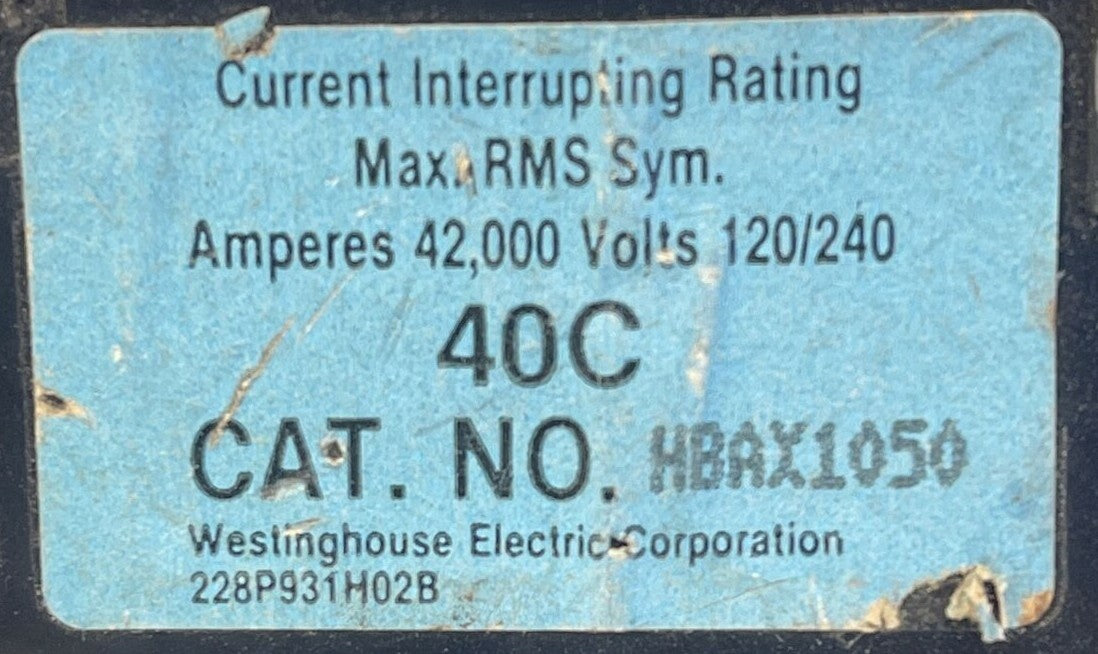 Current Interrupting Rating
Max. RMS Sym.
Amperes 42,000 Volts 120/240
40C
CAT. NO. HBAX1050
Westinghouse Electric Corporation
228P931H02B